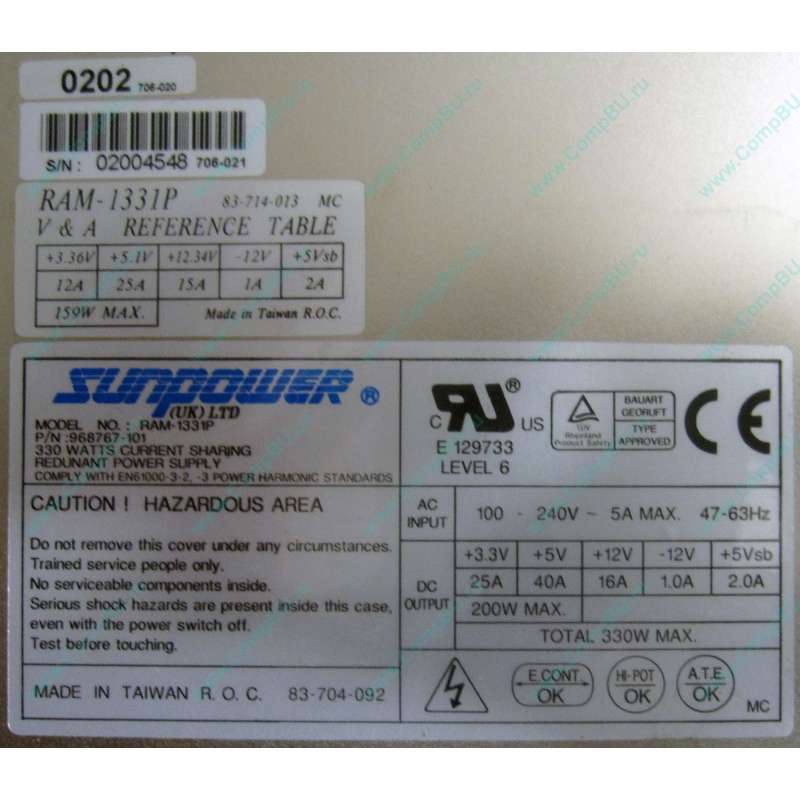 0202 706-020
S/N : 02004548 706-021
RAM-1331P 83-714-013 MC
V & A REFERENCE TABLE
+3.36V +5.1V +12.34V -12V +5Vsb
12A 25A 15A 1A 2A
159W MAX. Made in Taiwan R.O.C.
SUNPOWER ®
(UK) LTD
MODEL NO. : RAM-1331P
P/N :968767-101
330 WATTS CURRENT SHARING
REDUNANT POWER SUPPLY
COMPLY WITH EN61000-3-2, -3 POWER HARMONIC STANDARDS
C RU ® US
E 129733
LEVEL 6
TÜV
Rheinland
Product Safety
BAUART
GEPRUFT
TYPE
APPROVED
CE
CAUTION ! HAZARDOUS AREA
Do not remove this cover under any circumstances.
Trained service people only.
No serviceable components inside.
Serious shock hazards are present inside this case,
even with the power switch off.
Test before touching.
AC INPUT 100 - 240V ~ 5A MAX. 47-63Hz
DC OUTPUT
+3.3V +5V +12V -12V +5Vsb
25A 40A 16A 1.0A 2.0A
200W MAX.
TOTAL 330W MAX.
MADE IN TAIWAN R. O. C. 83-704-092
E.CONT. OK
HI-POT OK
A.T.E. OK
MC
www.CompBU.ru